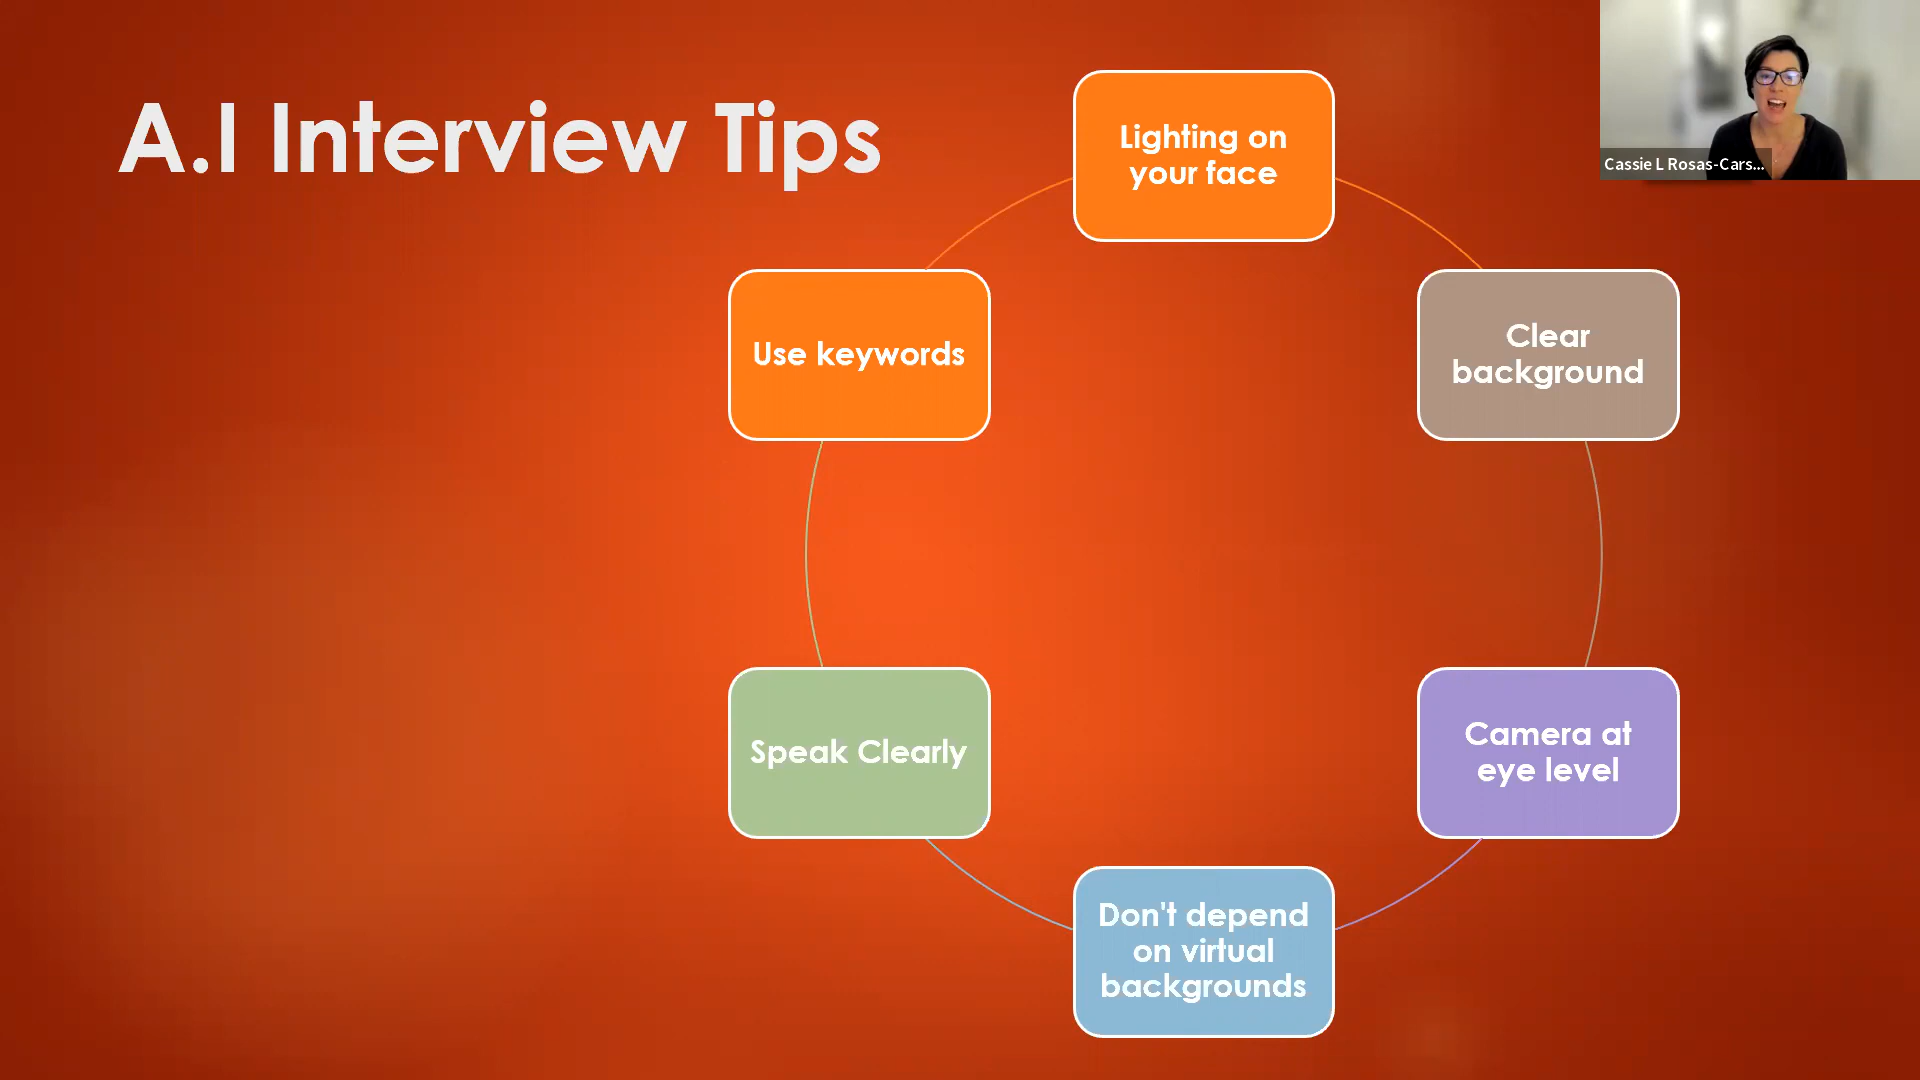 A.I Interview Tips
Lighting on
your face
Clear
background
Camera at
eye level
Don't depend
on virtual
backgrounds
Speak Clearly
Use keywords
Cassie L Rosas-Cars...